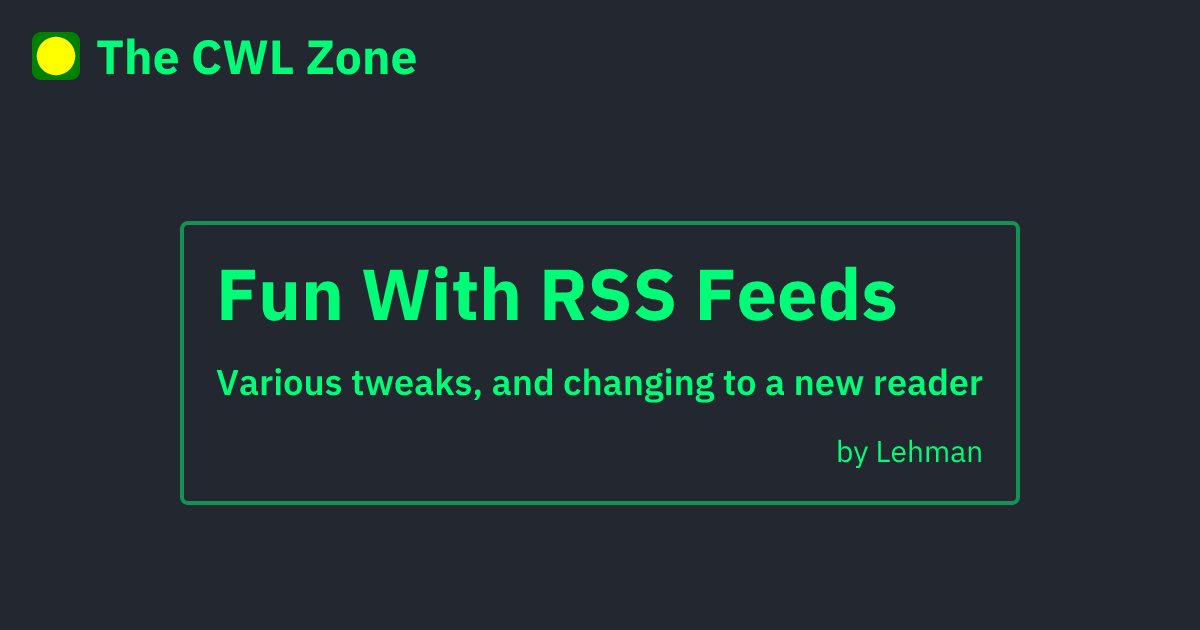 The CWL Zone
Fun With RSS Feeds
Various tweaks, and changing to a new reader
by Lehman